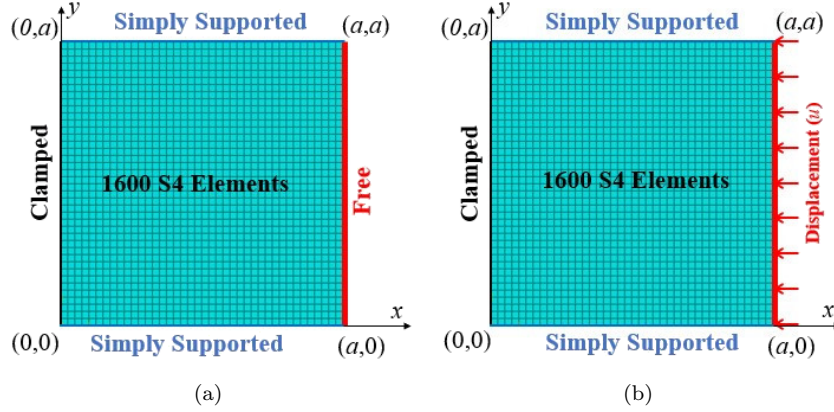 y
(0,a)
Simply Supported
(a,a)
Clamped
1600 S4 Elements
Free
x
(0,0)
Simply Supported
(a,0)
(a)
y
(0,a)
Simply Supported
(a,a)
Clamped
1600 S4 Elements
Displacement (u)
x
(0,0)
Simply Supported
(a,0)
(b)